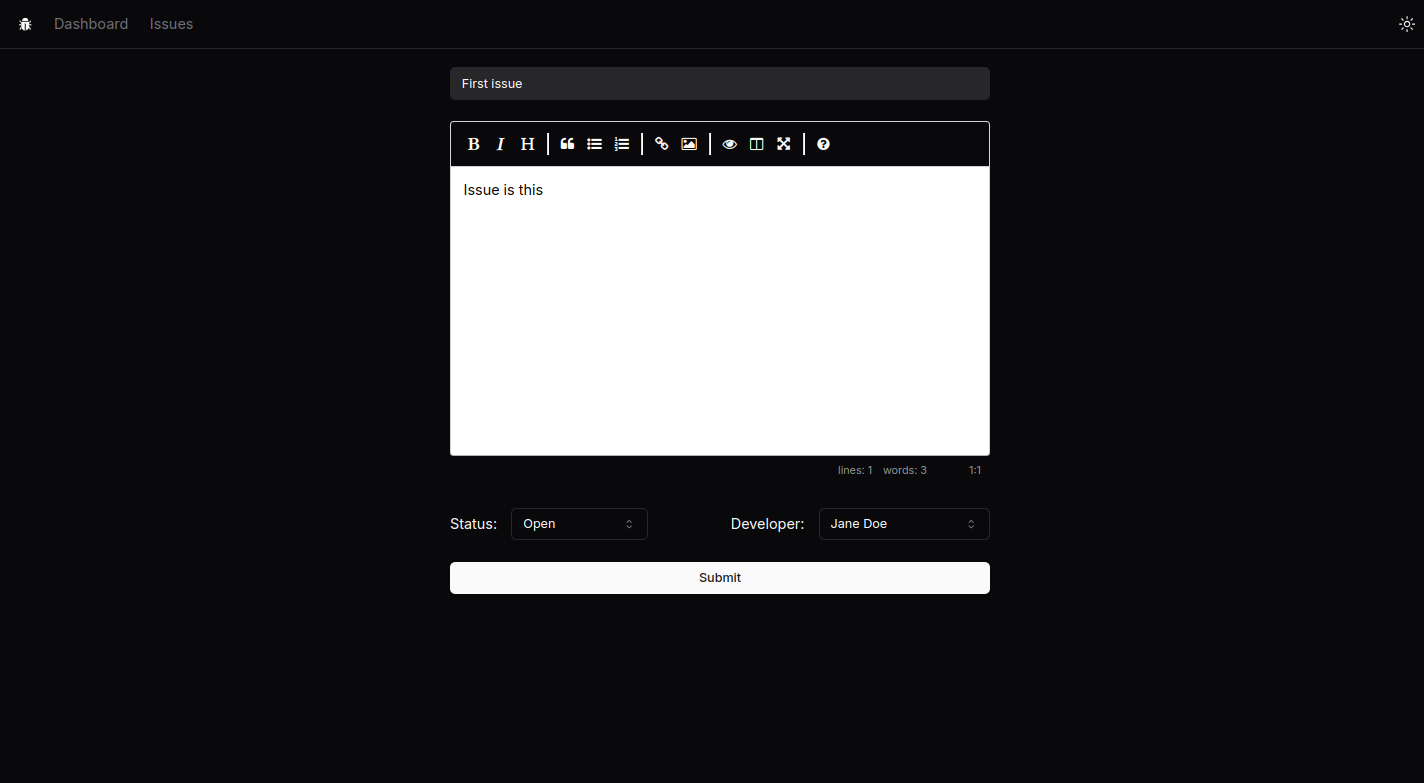 Dashboard Issues
First issue
B I H
Issue is this
lines: 1 words: 3 1:1
Status: Open Developer: Jane Doe
Submit